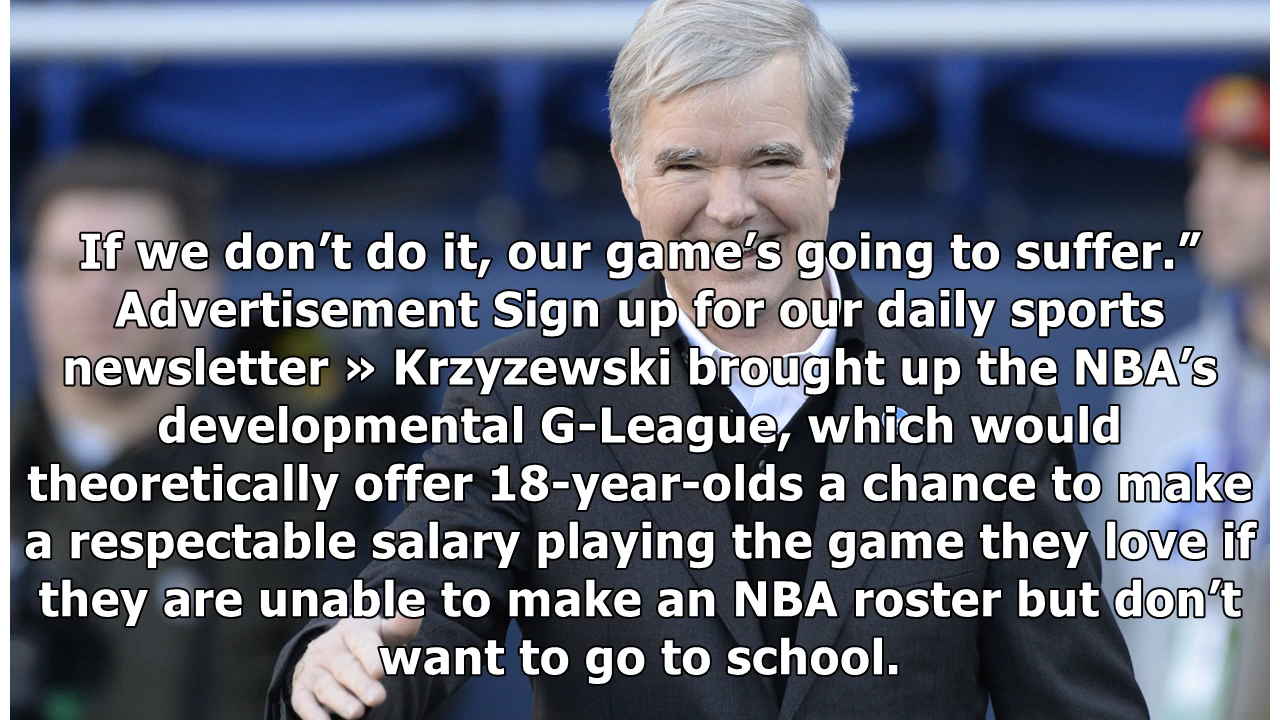 If we don’t do it, our game’s going to suffer.”
Advertisement Sign up for our daily sports
newsletter » Krzyzewski brought up the NBA’s
developmental G-League, which would
theoretically offer 18-year-olds a chance to make
a respectable salary playing the game they love if
they are unable to make an NBA roster but don’t
want to go to school.